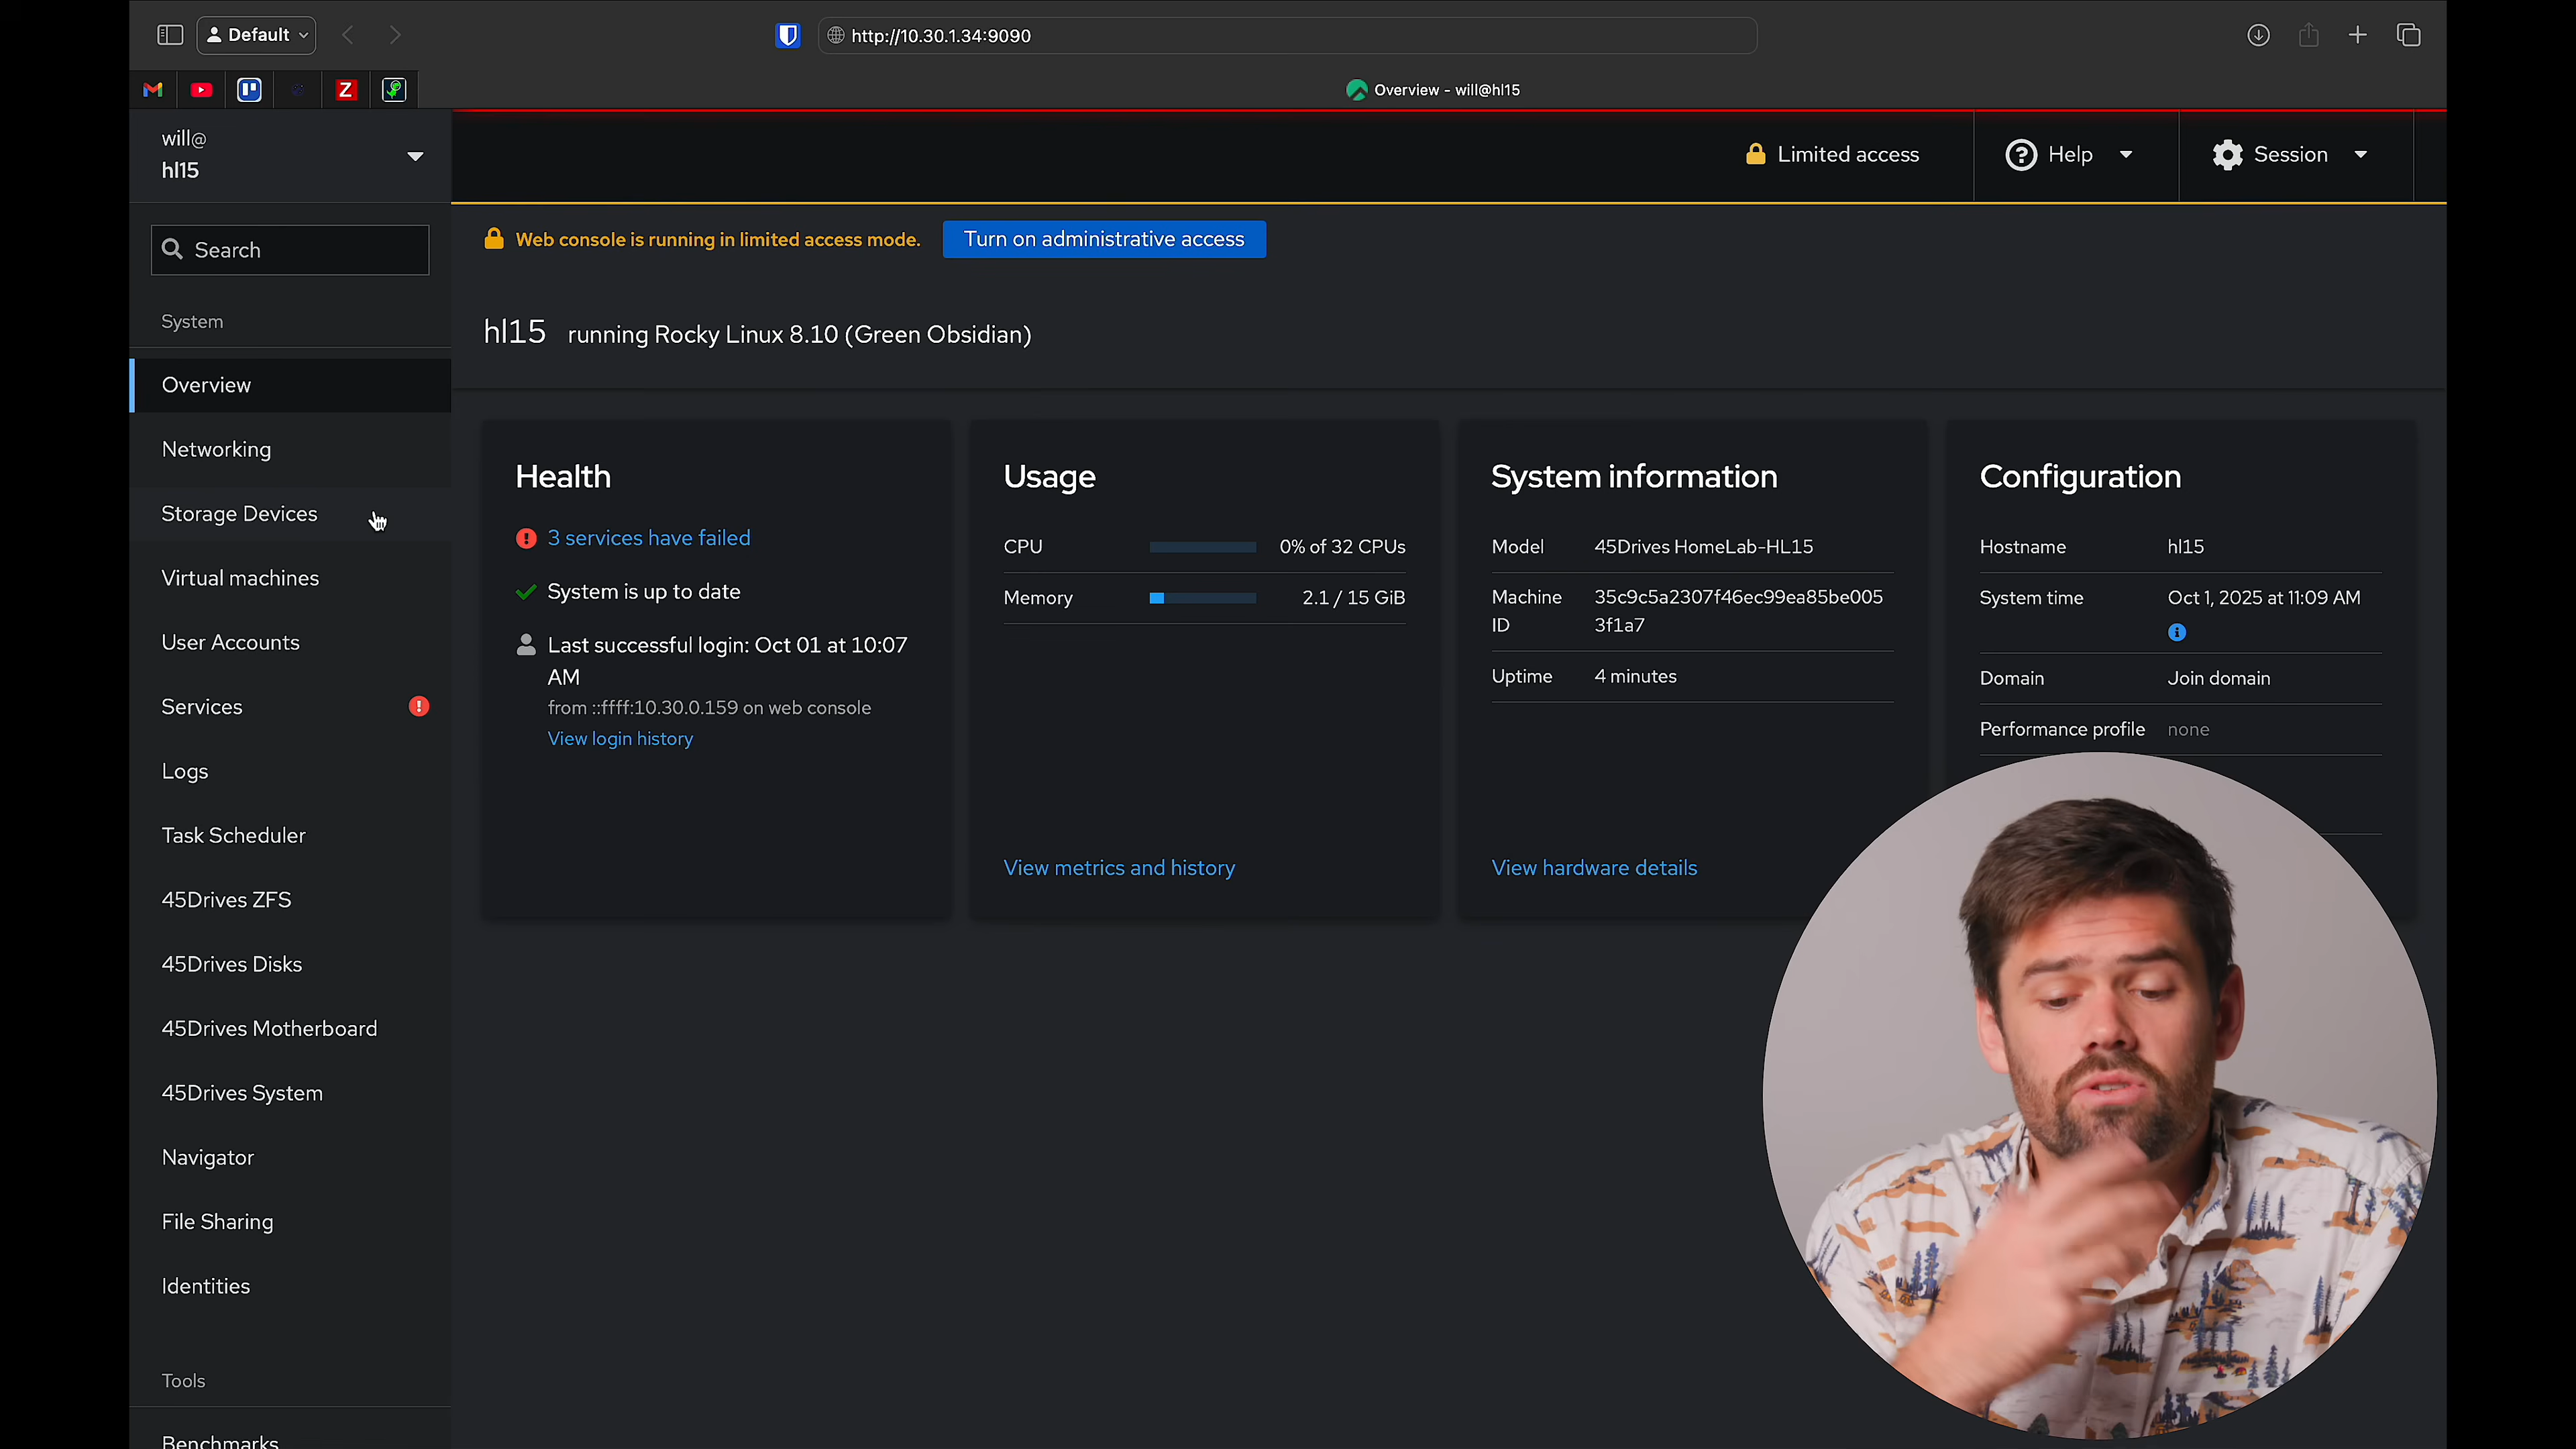 Default
http://10.30.1.34:9090
Z
Overview - will@hl15
will@
hl15
Limited access
Help
Session
Search
Web console is running in limited access mode.
Turn on administrative access
System
hl15 running Rocky Linux 8.10 (Green Obsidian)
Overview
Networking
Storage Devices
Virtual machines
User Accounts
Services
Logs
Task Scheduler
45Drives ZFS
45Drives Disks
45Drives Motherboard
45Drives System
Navigator
File Sharing
Identities
Tools
Benchmarks
Health
3 services have failed
System is up to date
Last successful login: Oct 01 at 10:07
AM
from ::ffff:10.30.0.159 on web console
View login history
Usage
CPU 0% of 32 CPUs
Memory 2.1 / 15 GiB
View metrics and history
System information
Model 45Drives HomeLab-HL15
Machine 35c9c5a2307f46ec99ea85be005
ID 3f1a7
Uptime 4 minutes
View hardware details
Configuration
Hostname hl15
System time Oct 1, 2025 at 11:09 AM
Domain Join domain
Performance profile none